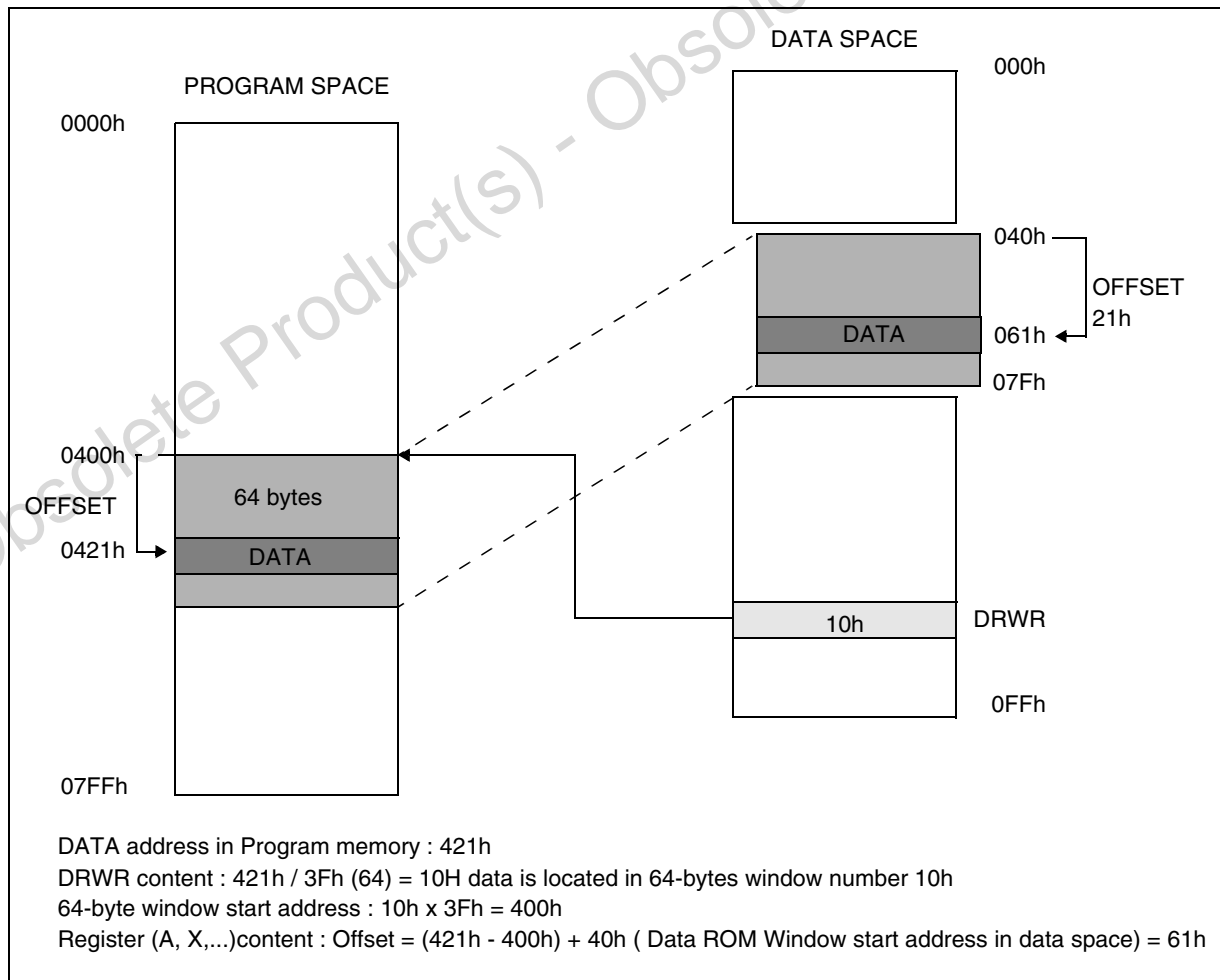 DATA SPACE
000h
PROGRAM SPACE
0000h
040h
OFFSET
21h
DATA
061h
07Fh
0400h
64 bytes
OFFSET
0421h
DATA
10h
DRWR
0FFh
07FFh
DATA address in Program memory : 421h
DRWR content : 421h / 3Fh (64) = 10H data is located in 64-bytes window number 10h
64-byte window start address : 10h x 3Fh = 400h
Register (A, X,...)content : Offset = (421h - 400h) + 40h ( Data ROM Window start address in data space) = 61h
Obsolete Product(s) - Obsole